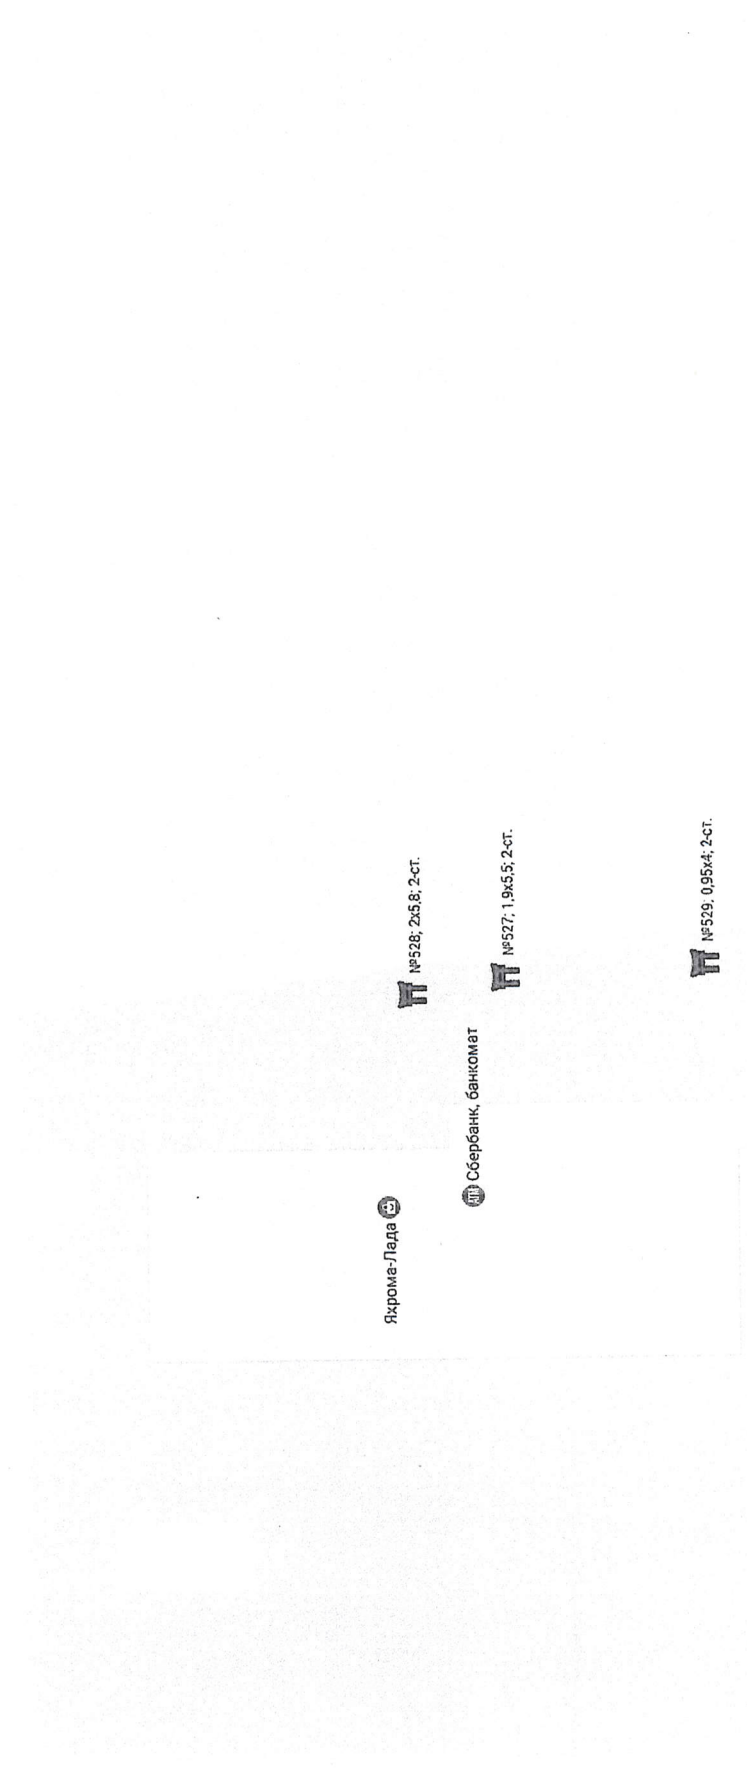 №528; 2х5,8; 2-ст.
Яхрома-Лада
ATM Сбербанк, банкомат
№527; 1,9х5,5; 2-ст.
№529; 0,95х4; 2-ст.